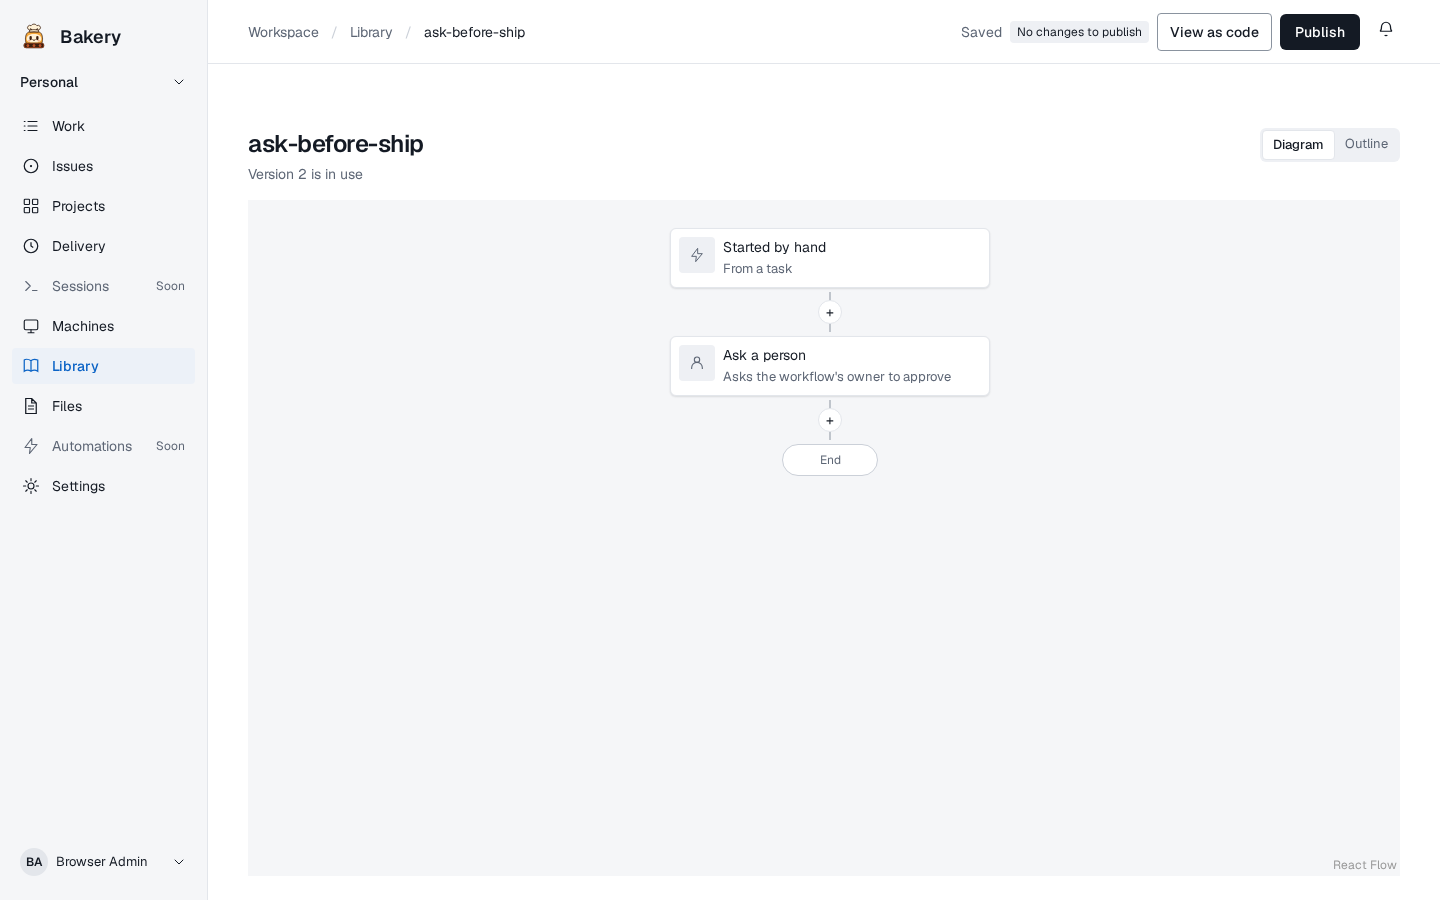 Bakery
Personal
Work
Issues
Projects
Delivery
Sessions Soon
Machines
Library
Files
Automations Soon
Settings
BA Browser Admin
Workspace / Library / ask-before-ship
Saved No changes to publish View as code Publish
ask-before-ship
Version 2 is in use
Diagram Outline
Started by hand
From a task
+
Ask a person
Asks the workflow's owner to approve
+
End
React Flow